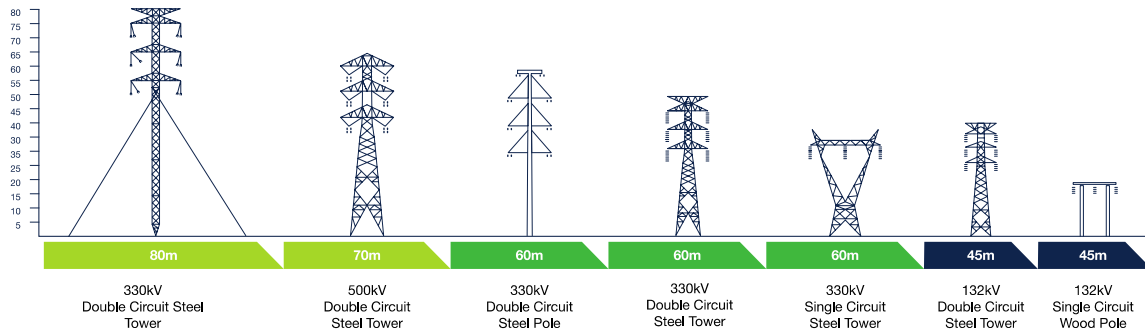 80
75
70
65
60
55
50
45
40
35
30
25
20
15
10
5
80m
70m
60m
60m
60m
45m
45m
330kV
Double Circuit Steel
Tower
500kV
Double Circuit
Steel Tower
330kV
Double Circuit
Steel Pole
330kV
Double Circuit
Steel Tower
330kV
Single Circuit
Steel Tower
132kV
Double Circuit
Steel Tower
132kV
Single Circuit
Wood Pole